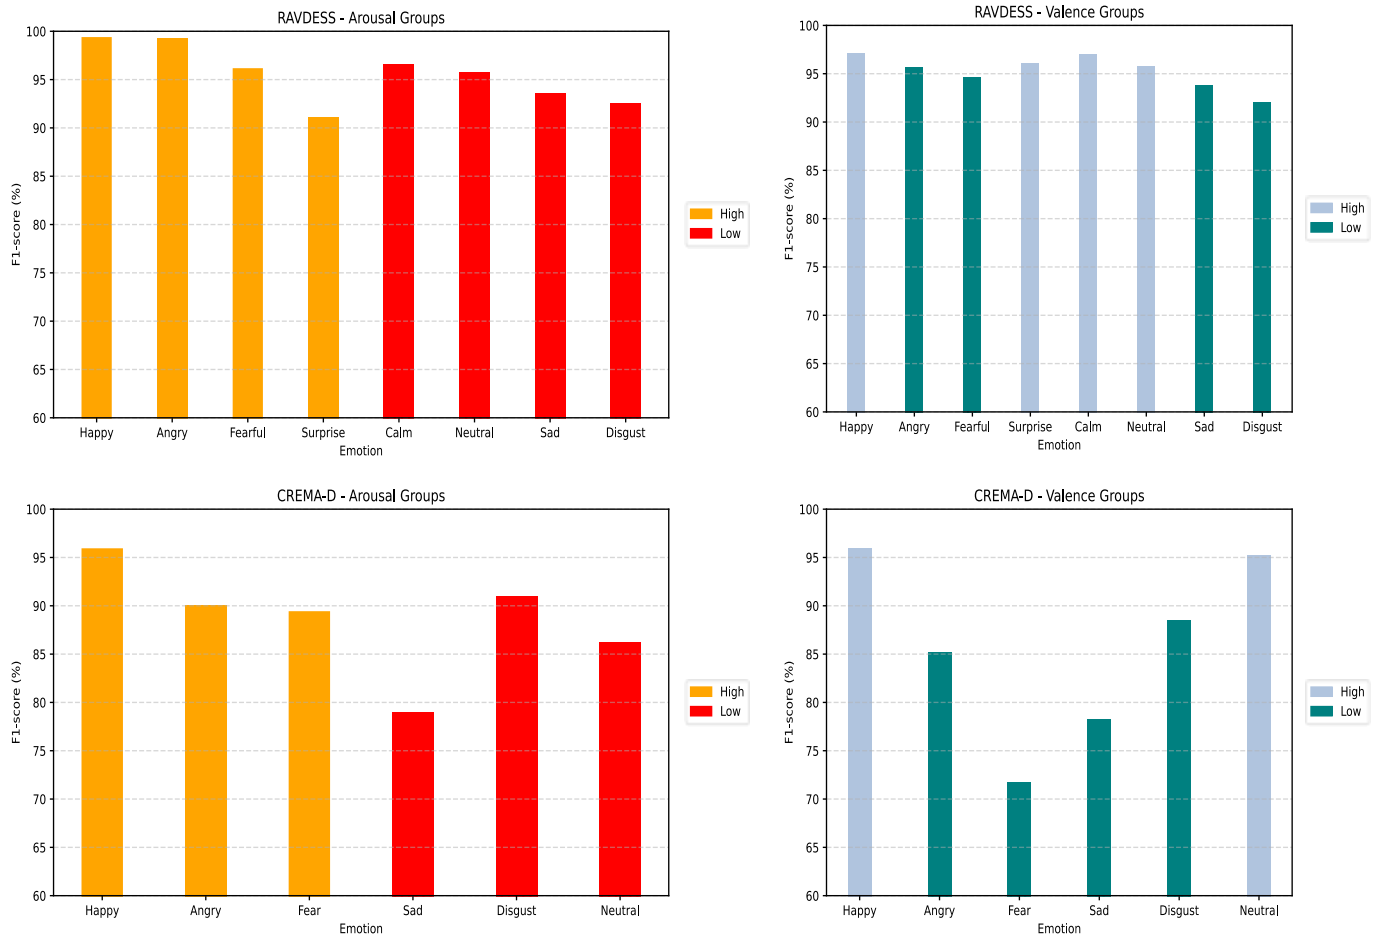 RAVDESS - Arousal Groups
100
95
90
85
80
75
70
65
60
F1-score (%)
Happy Angry Fearful Surprise Calm Neutral Sad Disgust
Emotion
High
Low
RAVDESS - Valence Groups
100
95
90
85
80
75
70
65
60
F1-score (%)
Happy Angry Fearful Surprise Calm Neutral Sad Disgust
Emotion
High
Low
CREMA-D - Arousal Groups
100
95
90
85
80
75
70
65
60
F1-score (%)
Happy Angry Fear Sad Disgust Neutral
Emotion
High
Low
CREMA-D - Valence Groups
100
95
90
85
80
75
70
65
60
F1-score (%)
Happy Angry Fear Sad Disgust Neutral
Emotion
High
Low